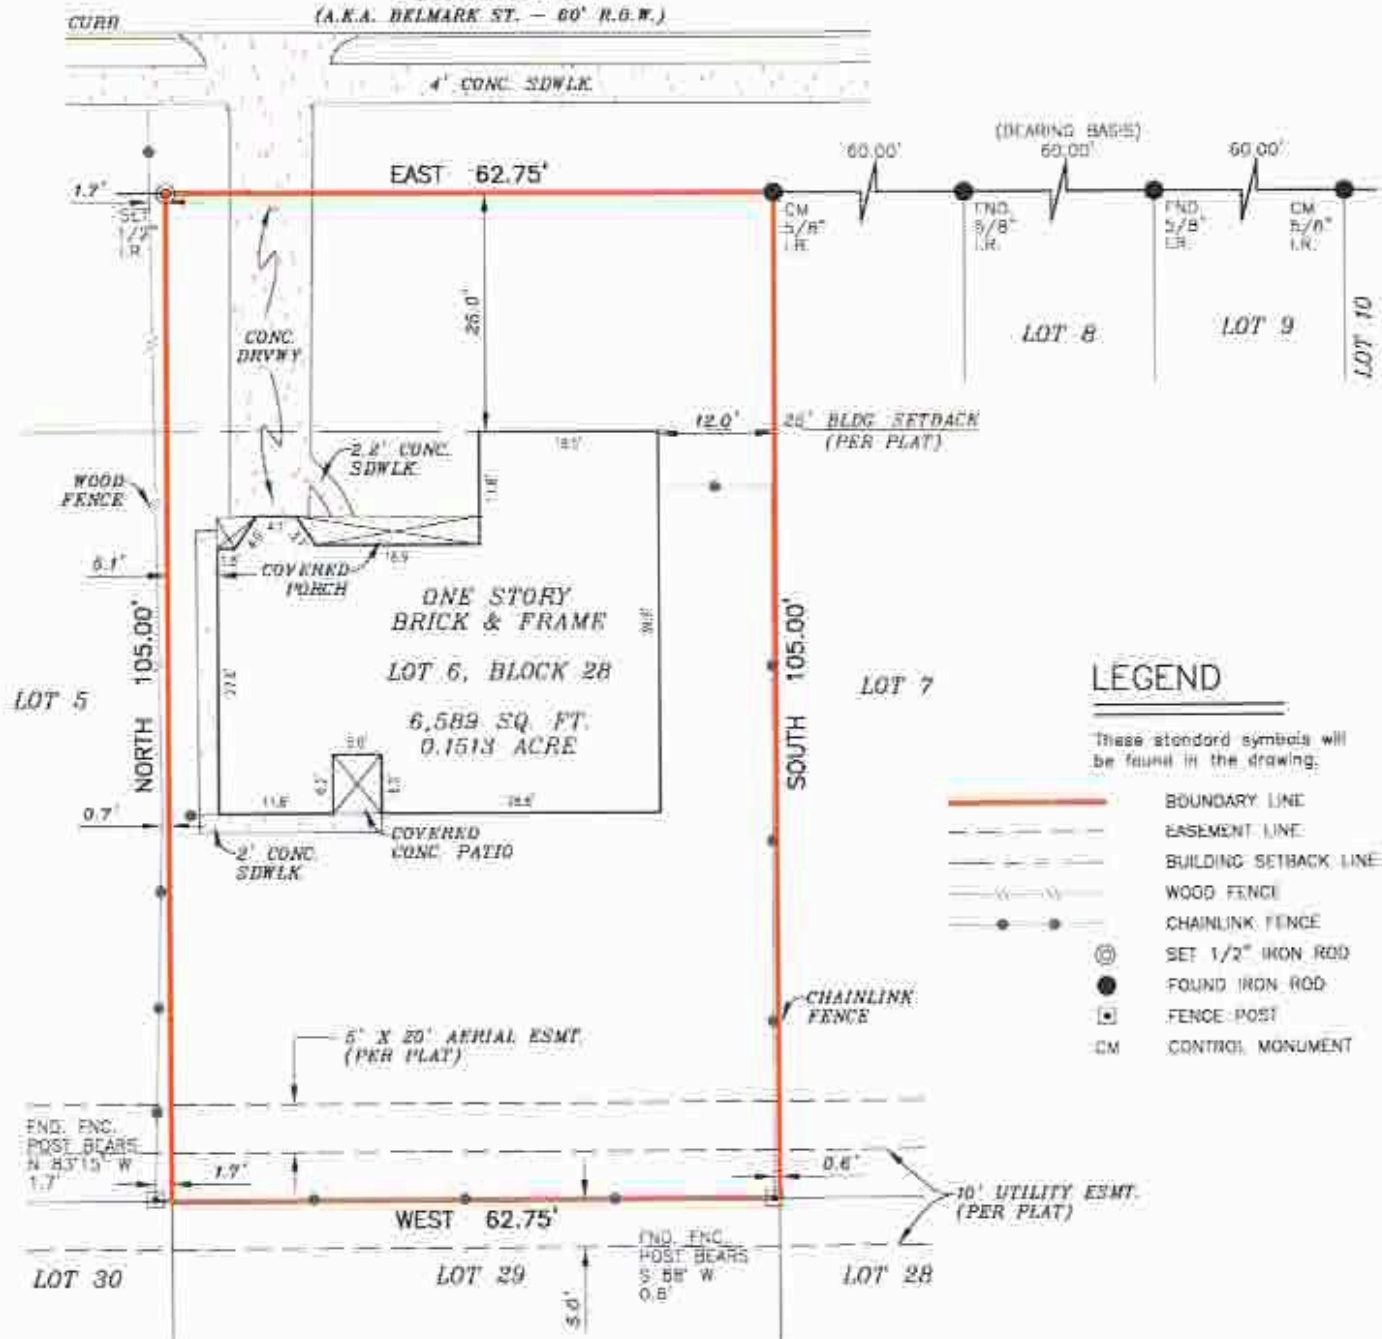 CURB
(A.K.A. BELMARK ST. — 60' R.O.W.)
4' CONC. SDWLK.
(BEARING BASIS)
60.00'
60.00'
60.00'
EAST 62.75'
1.7'
SET
1/2"
I.R.
CM
5/8"
I.R.
FND.
5/8"
I.R.
FND.
5/8"
I.R.
CM
5/8"
I.R.
25.0'
CONC.
DRVWY
LOT 8
LOT 9
LOT 10
12.0'
25' BLDG SETBACK
(PER PLAT)
2.2' CONC.
SDWLK
WOOD
FENCE
5.1'
COVERED
PORCH
ONE STORY
BRICK & FRAME
LOT 6, BLOCK 28
6,589 SQ. FT.
0.1513 ACRE
NORTH 105.00'
SOUTH 105.00'
LOT 5
LOT 7
0.7'
2' CONC.
SDWLK
COVERED
CONC. PATIO
LEGEND
These standard symbols will
be found in the drawing.
BOUNDARY LINE
EASEMENT LINE
BUILDING SETBACK LINE
WOOD FENCE
CHAINLINK FENCE
SET 1/2" IRON ROD
FOUND IRON ROD
FENCE POST
CM CONTROL MONUMENT
CHAINLINK
FENCE
5' X 20' AERIAL ESMT.
(PER PLAT)
FND. FNC.
POST BEARS
N 83°15' W
1.7'
1.7'
0.6'
10' UTILITY ESMT.
(PER PLAT)
WEST 62.75'
FND. FNC.
POST BEARS
S 88° W
LOT 30
LOT 29
LOT 28
5.0'